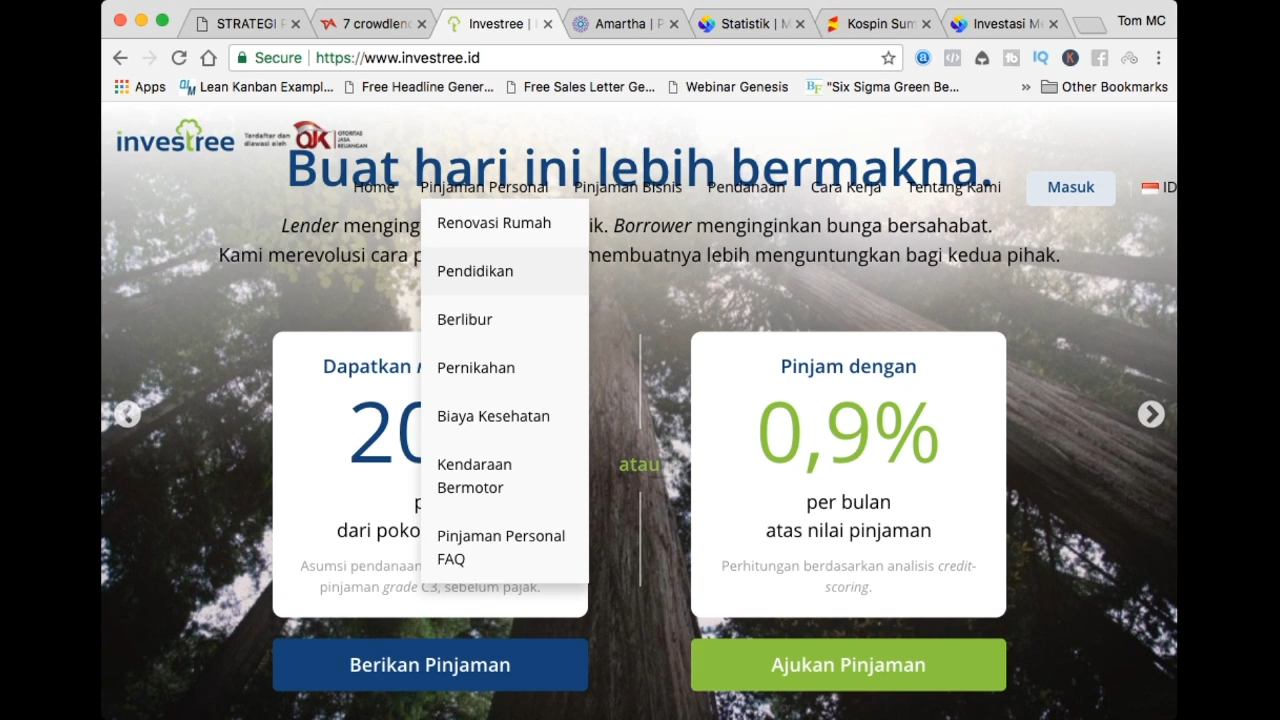 STRATEGI
7 crowdlend
Investree |
Amartha | P
Statistik | M
Kospin Sum
Investasi Me
Tom MC
Secure
https://www.investree.id
Apps
Lean Kanban Exampl...
Free Headline Gener...
Free Sales Letter Ge...
Webinar Genesis
"Six Sigma Green Be...
»
Other Bookmarks
investree
Terdaftar dan
diawasi oleh
OJK
OTORITAS
JASA
KEUANGAN
Buat hari ini lebih bermakna.
Home
Pinjaman Personal
Pinjaman Bisnis
Pendanaan
Cara Kerja
Tentang Kami
Masuk
ID
Lender menging
ik. Borrower menginginkan bunga bersahabat.
Kami merevolusi cara p
membuatnya lebih menguntungkan bagi kedua pihak.
Renovasi Rumah
Pendidikan
Berlibur
Pernikahan
Biaya Kesehatan
Kendaraan
Bermotor
Pinjaman Personal
FAQ
Dapatkan
20
p
dari poko
Asumsi pendanaan
pinjaman grade C3, sebelum pajak.
Berikan Pinjaman
atau
Pinjam dengan
0,9%
per bulan
atas nilai pinjaman
Perhitungan berdasarkan analisis credit-
scoring.
Ajukan Pinjaman